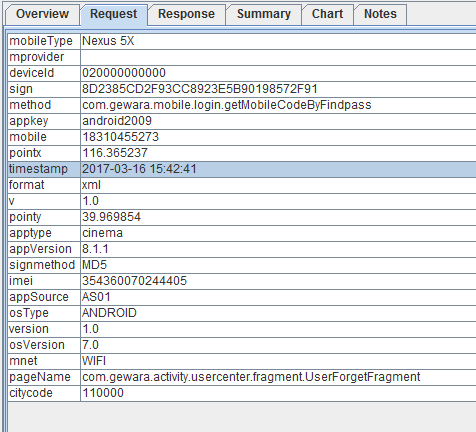 Overview Request Response Summary Chart Notes
mobileType Nexus 5X
mprovider
deviceId 020000000000
sign 8D2385CD2F93CC8923E5B90198572F91
method com.gewara.mobile.login.getMobileCodeByFindpass
appkey android2009
mobile 18310455273
pointx 116.365237
timestamp 2017-03-16 15:42:41
format xml
v 1.0
pointy 39.969854
apptype cinema
appVersion 8.1.1
signmethod MD5
imei 354360070244405
appSource AS01
osType ANDROID
version 1.0
osVersion 7.0
mnet WIFI
pageName com.gewara.activity.usercenter.fragment.UserForgetFragment
citycode 110000